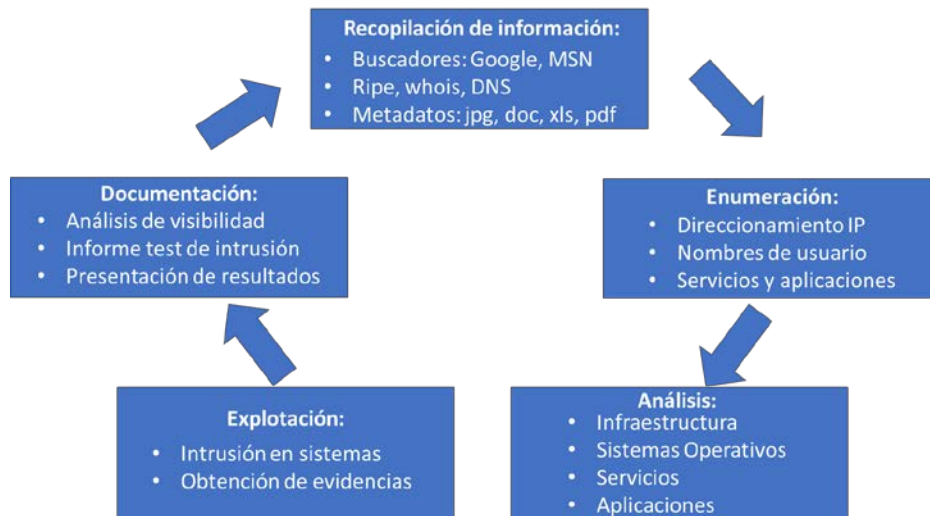 Recopilación de información:
• Buscadores: Google, MSN
• Ripe, whois, DNS
• Metadatos: jpg, doc, xls, pdf
Enumeración:
• Direccionamiento IP
• Nombres de usuario
• Servicios y aplicaciones
Análisis:
• Infraestructura
• Sistemas Operativos
• Servicios
• Aplicaciones
Explotación:
• Intrusión en sistemas
• Obtención de evidencias
Documentación:
• Análisis de visibilidad
• Informe test de intrusión
• Presentación de resultados